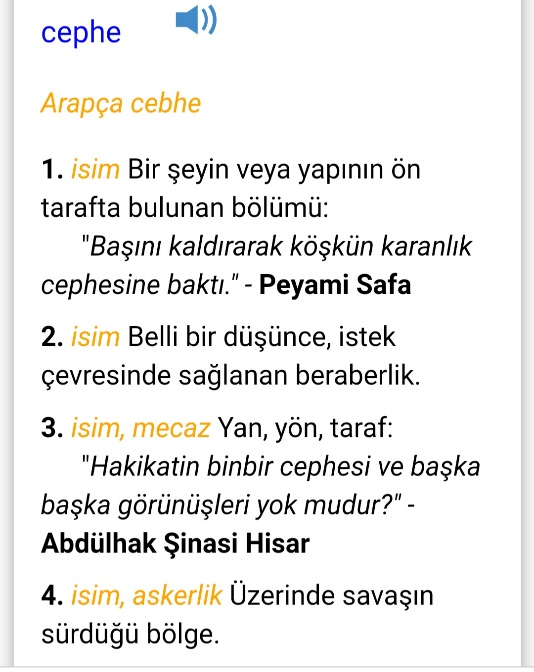 cephe
Arapça cebhe
1. isim Bir şeyin veya yapının ön
tarafta bulunan bölümü:
"Başını kaldırarak köşkün karanlık
cephesine baktı." - Peyami Safa
2. isim Belli bir düşünce, istek
çevresinde sağlanan beraberlik.
3. isim, mecaz Yan, yön, taraf:
"Hakikatin binbir cephesi ve başka
başka görünüşleri yok mudur?" -
Abdülhak Şinasi Hisar
4. isim, askerlik Üzerinde savaşın
sürdüğü bölge.